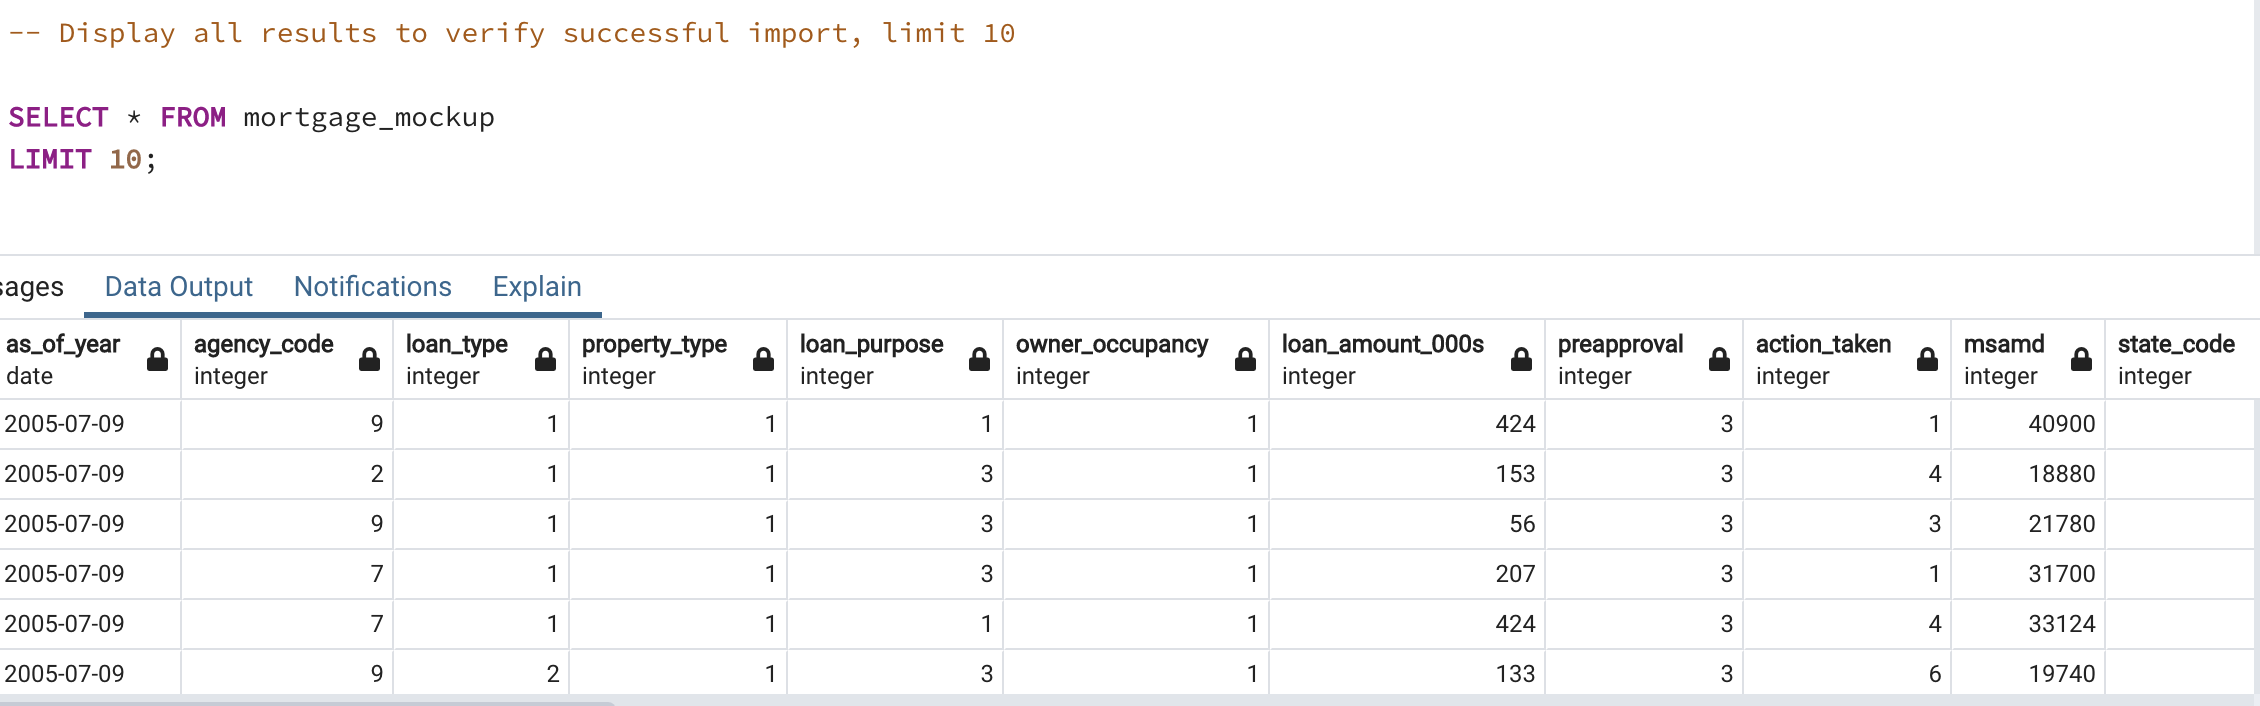 -- Display all results to verify successful import, limit 10
SELECT * FROM mortgage_mockup
LIMIT 10;
sages Data Output Notifications Explain
as_of_year agency_code loan_type property_type loan_purpose owner_occupancy loan_amount_000s preapproval action_taken msamd state_code
date integer integer integer integer integer integer integer integer integer integer
2005-07-09 9 1 1 1 1 424 3 1 40900
2005-07-09 2 1 1 3 1 153 3 4 18880
2005-07-09 9 1 1 3 1 56 3 3 21780
2005-07-09 7 1 1 3 1 207 3 1 31700
2005-07-09 7 1 1 1 1 424 3 4 33124
2005-07-09 9 2 1 3 1 133 3 6 19740